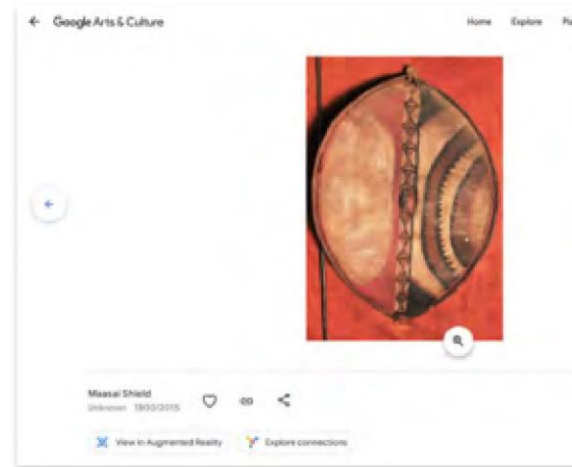 Google Arts & Culture
Home Explore
Maasai Shield
Unknown 1800/2015
View in Augmented Reality Explore connections